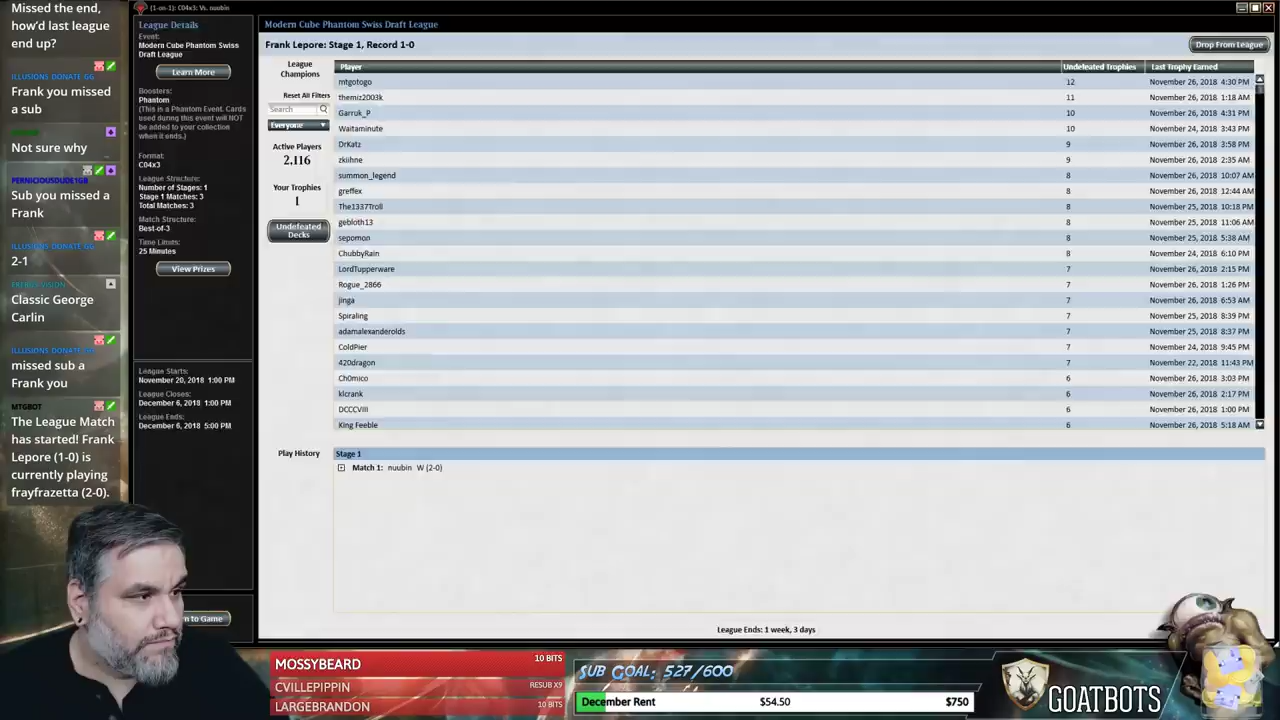 Missed the end,
how'd last league
end up?
ILLUSIONS DONATE GG
Frank you missed
a sub
Not sure why
PERNICIOUSDUDE1GB
Sub you missed a
Frank
ILLUSIONS DONATE GG
2-1
Classic George
Carlin
ILLUSIONS DONATE GG
missed sub a
Frank you
MTGBOT
The League Match
has started! Frank
Lepore (1-0) is
currently playing
frayfrazetta (2-0).
(1-on-1): C04x3: Vs. nuubin
League Details
Event:
Modern Cube Phantom Swiss
Draft League
Learn More
Boosters:
Phantom
(This is a Phantom Event. Cards
used during this event will NOT
be added to your collection
when it ends.)
Format:
C04x3
League Structure:
Number of Stages: 1
Stage 1 Matches: 3
Total Matches: 3
Match Structure:
Best-of-3
Time Limits:
25 Minutes
View Prizes
League Starts:
November 20, 2018 1:00 PM
League Closes:
December 6, 2018 1:00 PM
League Ends:
December 6, 2018 5:00 PM
n to Game
Modern Cube Phantom Swiss Draft League
Frank Lepore: Stage 1, Record 1-0
Drop From League
League
Champions
Reset All Filters
Search
Everyone
Active Players
2,116
Your Trophies
1
Undefeated
Decks
Player Undefeated Trophies Last Trophy Earned
mtgotogo 12 November 26, 2018 4:30 PM
themiz2003k 11 November 26, 2018 1:18 AM
Garruk_P 10 November 26, 2018 4:31 PM
Waitaminute 10 November 24, 2018 3:43 PM
DrKatz 9 November 26, 2018 3:58 PM
zkiihne 9 November 26, 2018 2:35 AM
summon_legend 8 November 26, 2018 10:07 AM
greffex 8 November 26, 2018 12:44 AM
The1337Troll 8 November 25, 2018 10:18 PM
gebloth13 8 November 25, 2018 11:06 AM
sepomon 8 November 25, 2018 5:38 AM
ChubbyRain 8 November 24, 2018 6:10 PM
LordTupperware 7 November 26, 2018 2:15 PM
Rogue_2866 7 November 26, 2018 1:26 PM
jinga 7 November 26, 2018 6:53 AM
Spiraling 7 November 25, 2018 8:39 PM
adamalexanderolds 7 November 25, 2018 8:37 PM
ColdPier 7 November 24, 2018 9:45 PM
420dragon 7 November 22, 2018 11:43 PM
Ch0mico 6 November 26, 2018 3:03 PM
klcrank 6 November 26, 2018 2:17 PM
DCCCVIII 6 November 26, 2018 1:00 PM
King Feeble 6 November 26, 2018 5:18 AM
Play History
Stage 1
Match 1: nuubin W (2-0)
League Ends: 1 week, 3 days
MOSSYBEARD 10 BITS
CVILLEPIPPIN RESUB X9
LARGEBRANDON 10 BITS
SUB GOAL: 527/600
December Rent $54.50 $750
GOATBOTS